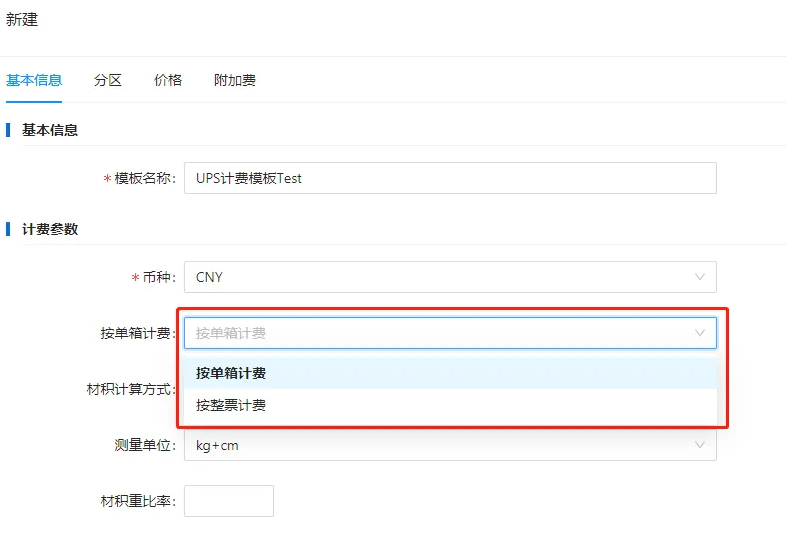 新建
基本信息 分区 价格 附加费
基本信息
*模板名称: UPS计费模板Test
计费参数
*币种: CNY
按单箱计费: 按单箱计费
按单箱计费
材积计算方式:
按整票计费
测量单位: kg+cm
材积重比率: